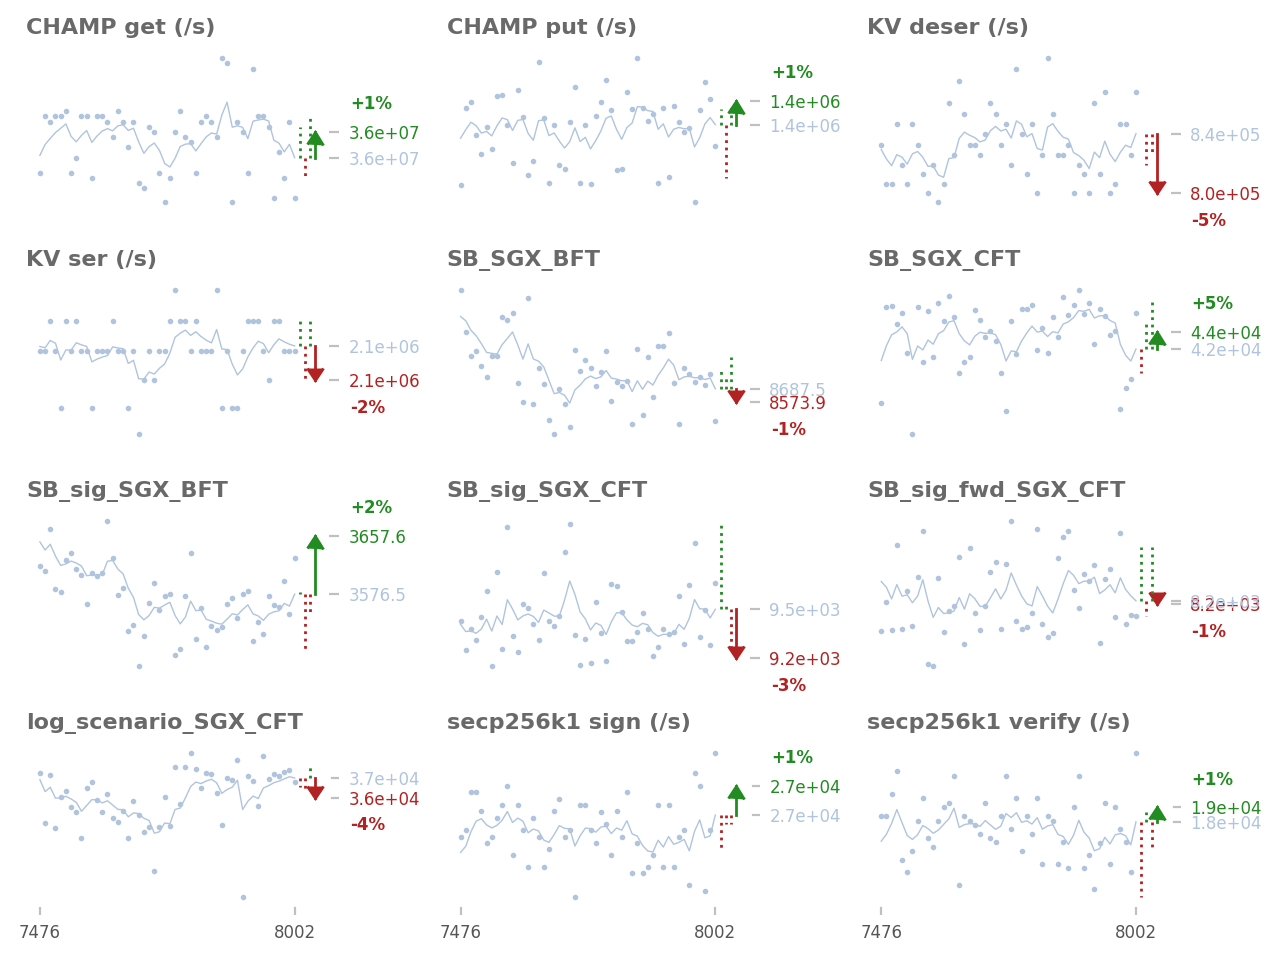 CHAMP get (/s)
+1%
3.6e+07
3.6e+07
CHAMP put (/s)
+1%
1.4e+06
1.4e+06
KV deser (/s)
8.4e+05
8.0e+05
-5%
KV ser (/s)
2.1e+06
2.1e+06
-2%
SB_SGX_BFT
8687.5
8573.9
-1%
SB_SGX_CFT
+5%
4.4e+04
4.2e+04
SB_sig_SGX_BFT
+2%
3657.6
3576.5
SB_sig_SGX_CFT
9.5e+03
9.2e+03
-3%
SB_sig_fwd_SGX_CFT
8.2e+03
8.2e+03
-1%
log_scenario_SGX_CFT
3.7e+04
3.6e+04
-4%
secp256k1 sign (/s)
+1%
2.7e+04
2.7e+04
secp256k1 verify (/s)
+1%
1.9e+04
1.8e+04
7476 8002
7476 8002
7476 8002